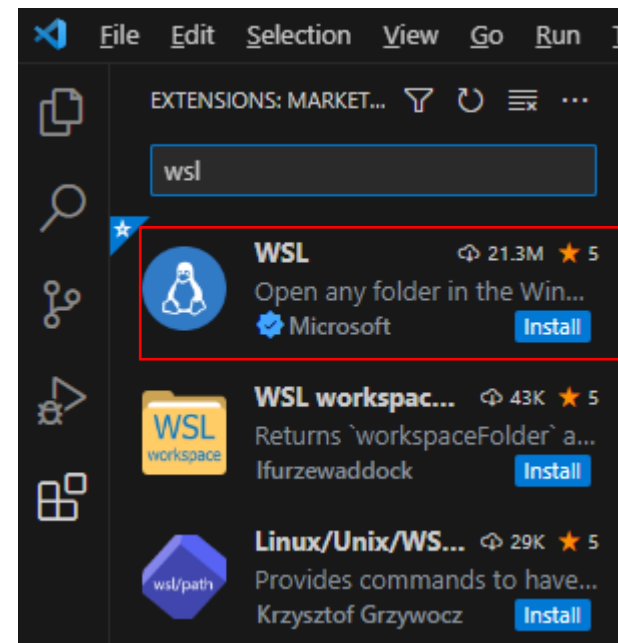 File Edit Selection View Go Run
EXTENSIONS: MARKET...
wsl
WSL 21.3M 5
Open any folder in the Win...
Microsoft Install
WSL workspac... 43K 5
WSL
workspace
Returns `workspaceFolder` a...
lfurzewaddock Install
Linux/Unix/WS... 29K 5
wsl/path
Provides commands to have...
Krzysztof Grzywocz Install